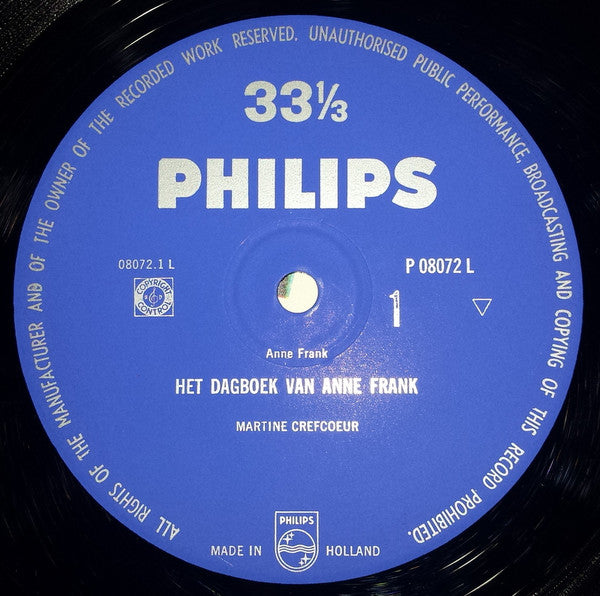 ALL RIGHTS OF THE MANUFACTURER AND OF THE OWNER OF THE RECORDED WORK RESERVED. UNAUTHORISED PUBLIC PERFORMANCE, BROADCASTING AND COPYING OF THIS RECORD PROHIBITED.
33⅓
PHILIPS
08072.1 L
P 08072 L
COPYRIGHT
CONTROL
1
Anne Frank
HET DAGBOEK VAN ANNE FRANK
MARTINE CREFCOEUR
PHILIPS
MADE IN HOLLAND